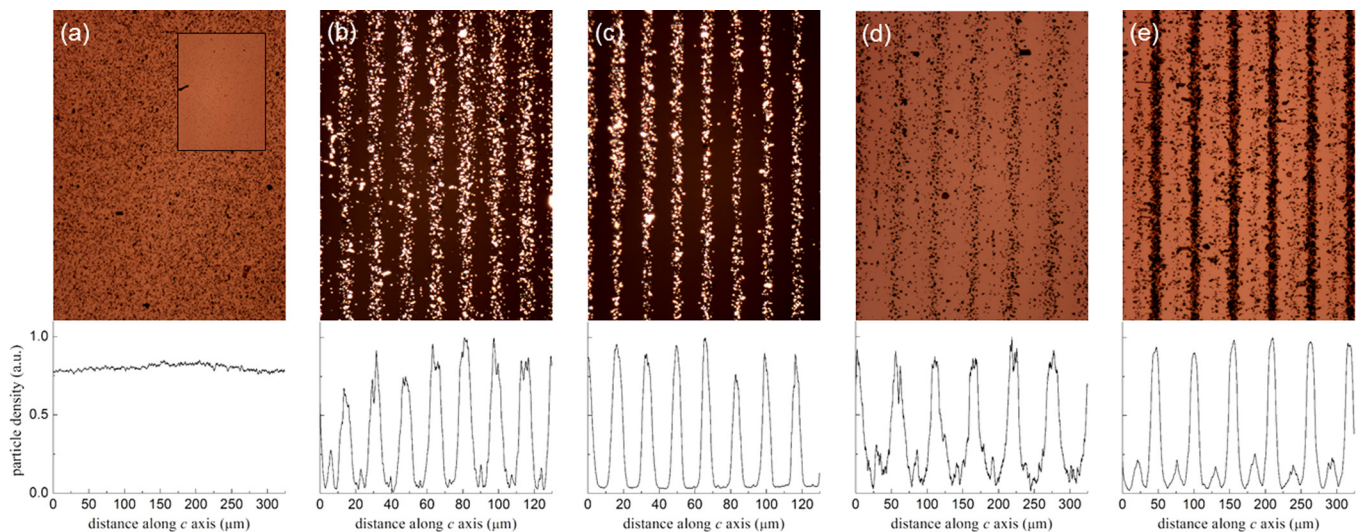 (a) (b) (c) (d) (e)
1.0
0.5
0.0
particle density (a.u.)
0 50 100 150 200 250 300
0 20 40 60 80 100 120
0 20 40 60 80 100 120
0 50 100 150 200 250 300
0 50 100 150 200 250 300
distance along c axis (μm)
distance along c axis (μm)
distance along c axis (μm)
distance along c axis (μm)
distance along c axis (μm)